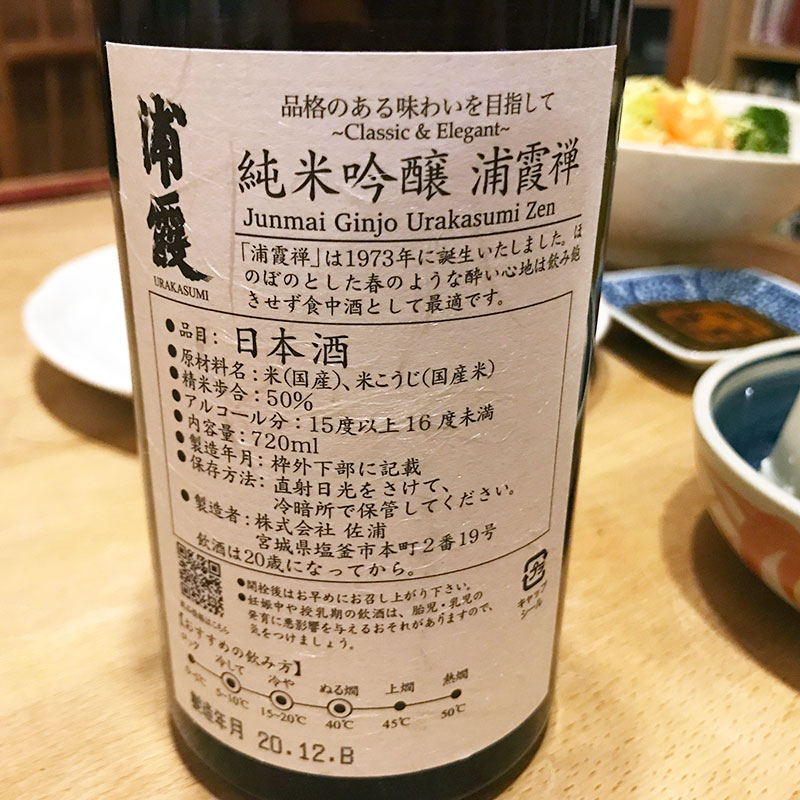 浦霞
URAKASUMI
品格のある味わいを目指して
~Classic & Elegant~
純米吟醸 浦霞禅
Junmai Ginjo Urakasumi Zen
「浦霞禅」は1973年に誕生いたしました。ほ
のぼのとした春のような酔い心地は飲み飽
きせず食中酒として最適です。
●品目:日本酒
●原材料名:米(国産)、米こうじ(国産米)
●精米歩合:50%
●アルコール分:15度以上16度未満
●内容量:720ml
●製造年月:枠外下部に記載
●保存方法:直射日光をさけて、
冷暗所で保管してください。
●製造者:株式会社 佐浦
宮城県塩釜市本町2番19号
飲酒は20歳になってから。
●開栓後はお早めにお召し上がり下さい。
●妊娠中や授乳期の飲酒は、胎児・乳児の
発育に悪影響を与えるおそれがありますので、
気をつけましょう。
キャップ
シール
【おすすめの飲み方】
ロック 冷して 冷や ぬる燗 上燗 熱燗
5-10℃ 15~20℃ 40℃ 45℃ 50℃
製造年月 20.12.B